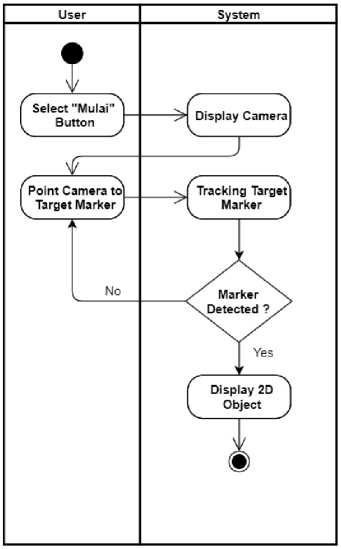 User
System
Select "Mulai"
Button
Display Camera
Point Camera to
Target Marker
Tracking Target
Marker
Marker
Detected ?
No
Yes
Display 2D
Object